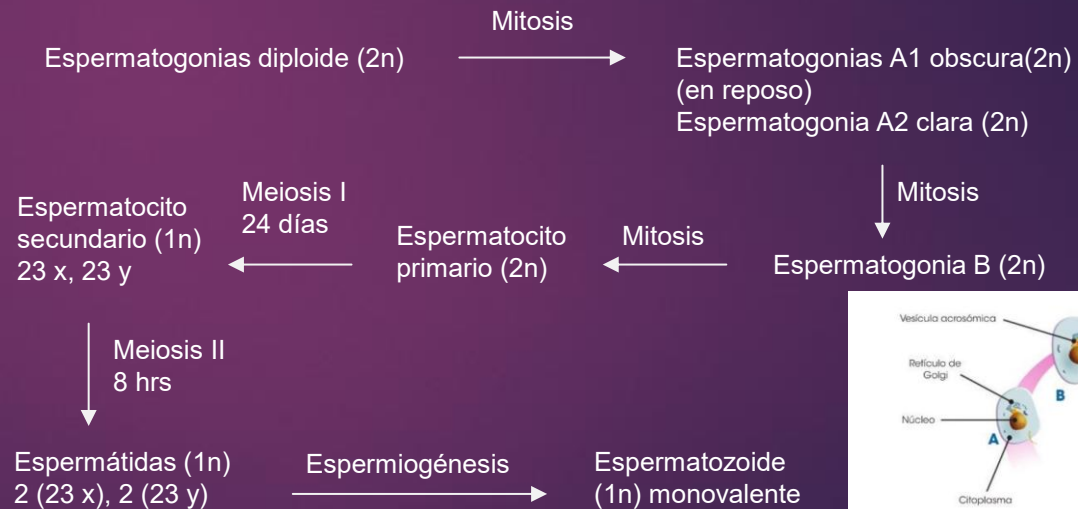 Mitosis
Espermatogonias diploide (2n)
Espermatogonias A1 obscura(2n)
(en reposo)
Espermatogonia A2 clara (2n)
Mitosis
Espermatogonia B (2n)
Mitosis
Espermatocito
primario (2n)
Meiosis I
24 días
Espermatocito
secundario (1n)
23 x, 23 y
Meiosis II
8 hrs
Espermátidas (1n)
2 (23 x), 2 (23 y)
Espermiogénesis
Espermatozoide
(1n) monovalente
Vesícula acrosómica
Retículo de
Golgi
Núcleo
Citoplasma
A
B